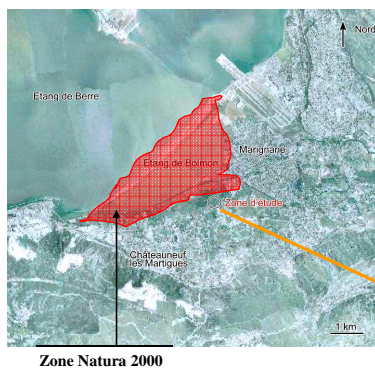 Nord
Etang de Berre
Marignane
Etang de Bolmon
Zone d'étude
Châteauneuf
les Martigues
1 km
Zone Natura 2000